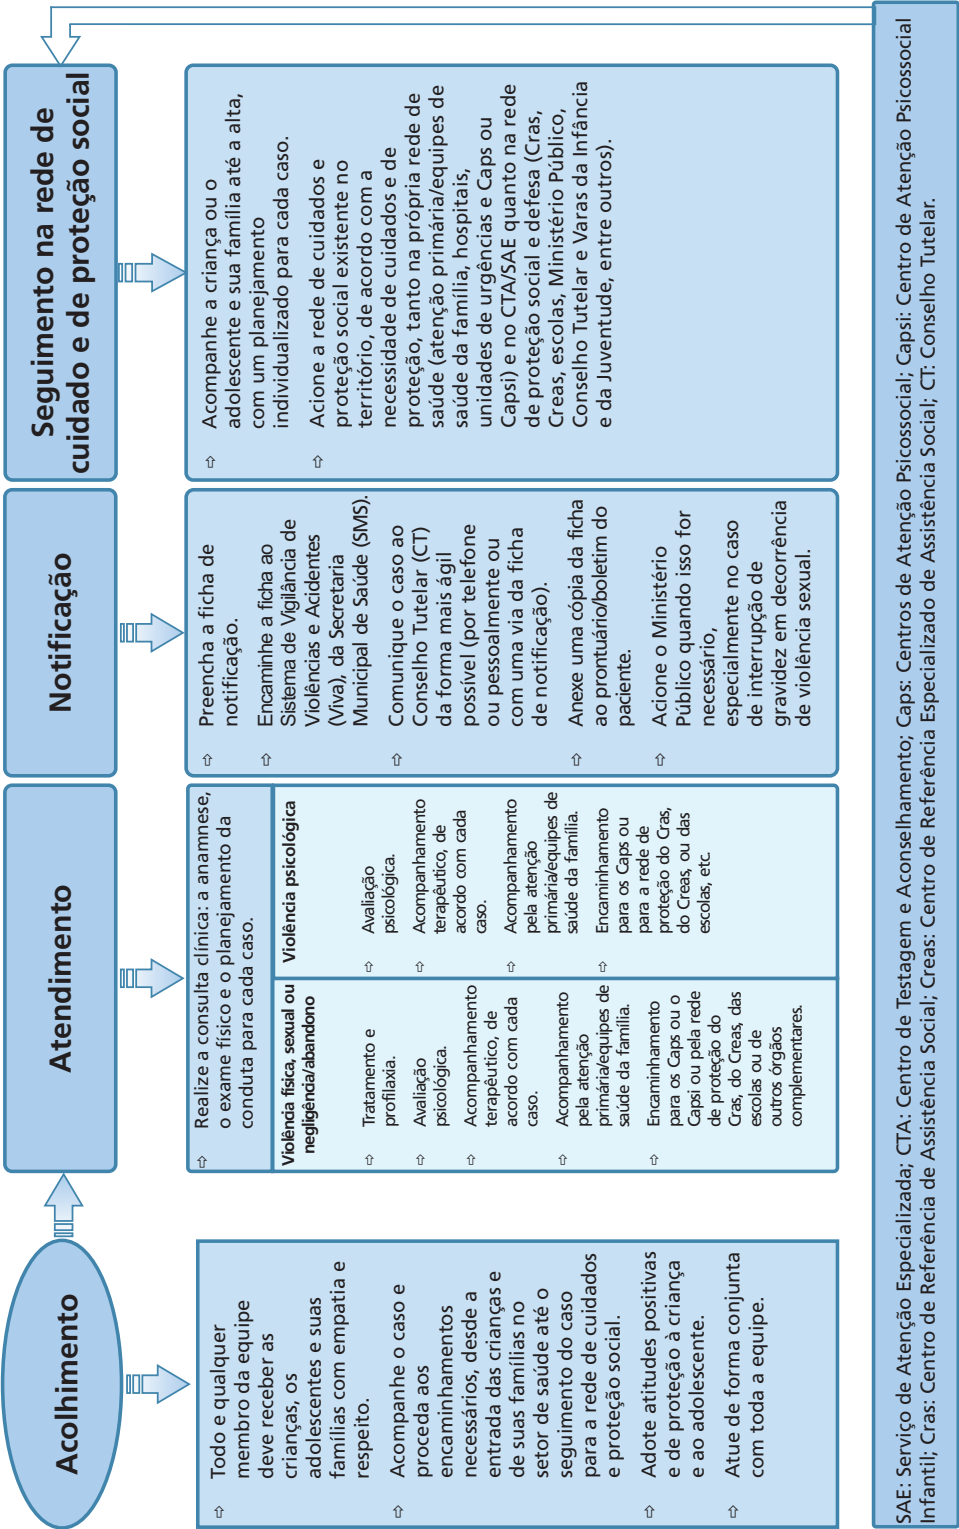 Acolhimento
Todo e qualquer
membro da equipe
deve receber as
crianças, os
adolescentes e suas
famílias com empatia e
respeito.
Acompanhe o caso e
proceda aos
encaminhamentos
necessários, desde a
entrada das crianças e
de suas famílias no
setor de saúde até o
seguimento do caso
para a rede de cuidados
e proteção social.
Adote atitudes positivas
e de proteção à criança
e ao adolescente.
Atue de forma conjunta
com toda a equipe.
Atendimento
Realize a consulta clínica: a anamnese,
o exame físico e o planejamento da
conduta para cada caso.
Violência física, sexual ou
negligência/abandono
Tratamento e
profilaxia.
Avaliação
psicológica.
Acompanhamento
terapêutico, de
acordo com cada
caso.
Acompanhamento
pela atenção
primária/equipes de
saúde da família.
Encaminhamento
para os Caps ou o
Capsi ou pela rede
de proteção do
Cras, do Creas, das
escolas ou de
outros órgãos
complementares.
Violência psicológica
Avaliação
psicológica.
Acompanhamento
terapêutico, de
acordo com cada
caso.
Acompanhamento
pela atenção
primária/equipes de
saúde da família.
Encaminhamento
para os Caps ou
para a rede de
proteção do Cras,
do Creas, ou das
escolas, etc.
Notificação
Preencha a ficha de
notificação.
Encaminhe a ficha ao
Sistema de Vigilância de
Violências e Acidentes
(Viva), da Secretaria
Municipal de Saúde (SMS).
Comunique o caso ao
Conselho Tutelar (CT)
da forma mais ágil
possível (por telefone
ou pessoalmente ou
com uma via da ficha
de notificação).
Anexe uma cópia da ficha
ao prontuário/boletim do
paciente.
Acione o Ministério
Público quando isso for
necessário,
especialmente no caso
de interrupção de
gravidez em decorrência
de violência sexual.
Seguimento na rede de
cuidado e de proteção social
Acompanhe a criança ou o
adolescente e sua família até a alta,
com um planejamento
individualizado para cada caso.
Acione a rede de cuidados e
proteção social existente no
território, de acordo com a
necessidade de cuidados e de
proteção, tanto na própria rede de
saúde (atenção primária/equipes de
saúde da família, hospitais,
unidades de urgências e Caps ou
Capsi) e no CTA/SAE quanto na rede
de proteção social e defesa (Cras,
Creas, escolas, Ministério Público,
Conselho Tutelar e Varas da Infância
e da Juventude, entre outros).
SAE: Serviço de Atenção Especializada; CTA: Centro de Testagem e Aconselhamento; Caps: Centros de Atenção Psicossocial; Capsi: Centro de Atenção Psicossocial
Infantil; Cras: Centro de Referência de Assistência Social; Creas: Centro de Referência Especializado de Assistência Social; CT: Conselho Tutelar.